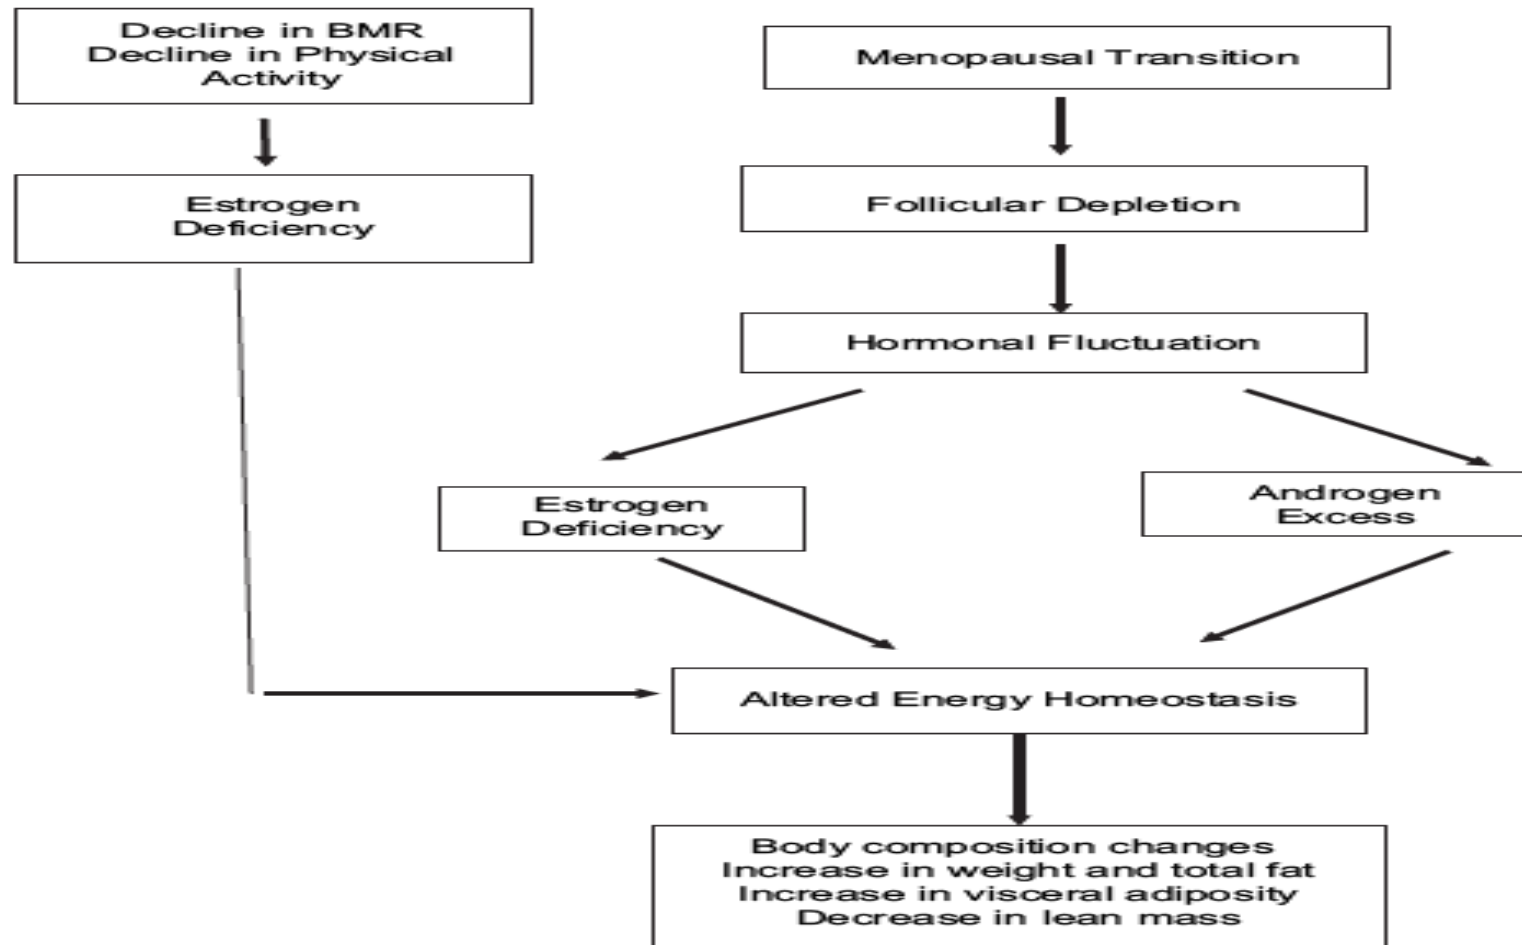 Decline in BMR
Decline in Physical
Activity
Menopausal Transition
Estrogen
Deficiency
Follicular Depletion
Hormonal Fluctuation
Estrogen
Deficiency
Androgen
Excess
Altered Energy Homeostasis
Body composition changes
Increase in weight and total fat
Increase in visceral adiposity
Decrease in lean mass